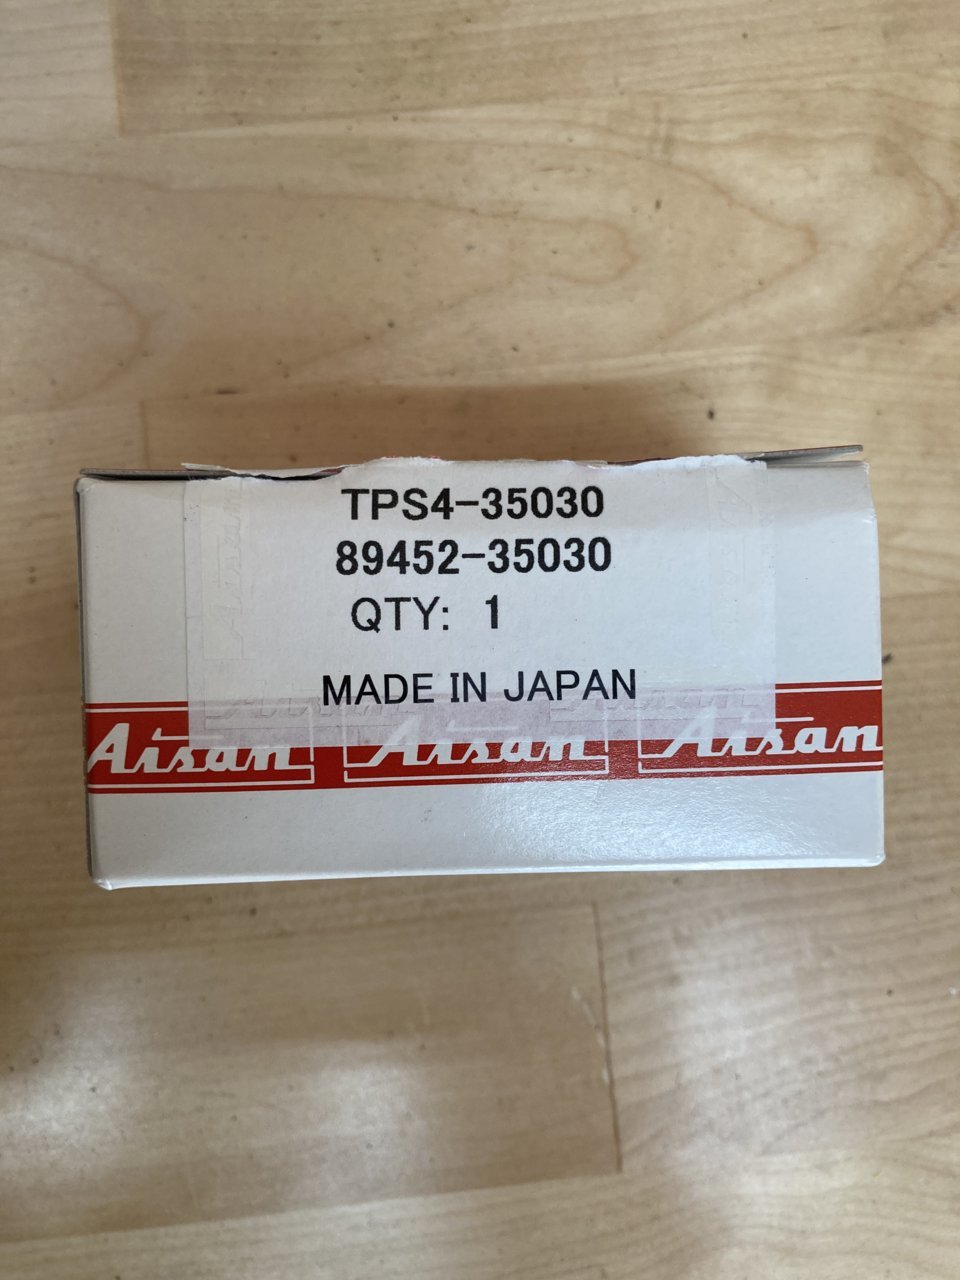 TPS4-35030
89452-35030
QTY: 1
MADE IN JAPAN
Aisan Aisan Aisan